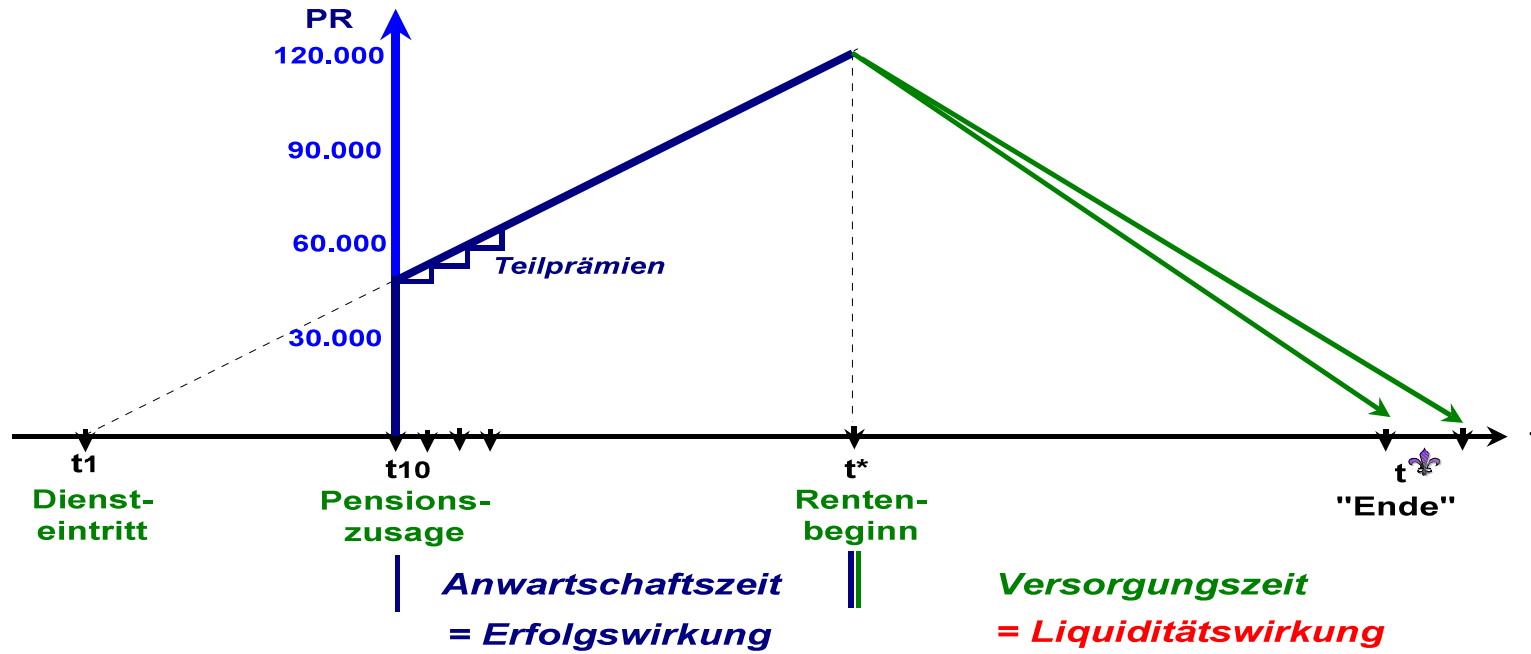 PR
120.000
90.000
60.000
Teilprämien
30.000
t1
t10
t*
t
Dienst-
eintritt
Pensions-
zusage
Renten-
beginn
"Ende"
Anwartschaftszeit
= Erfolgswirkung
Versorgungszeit
= Liquiditätswirkung